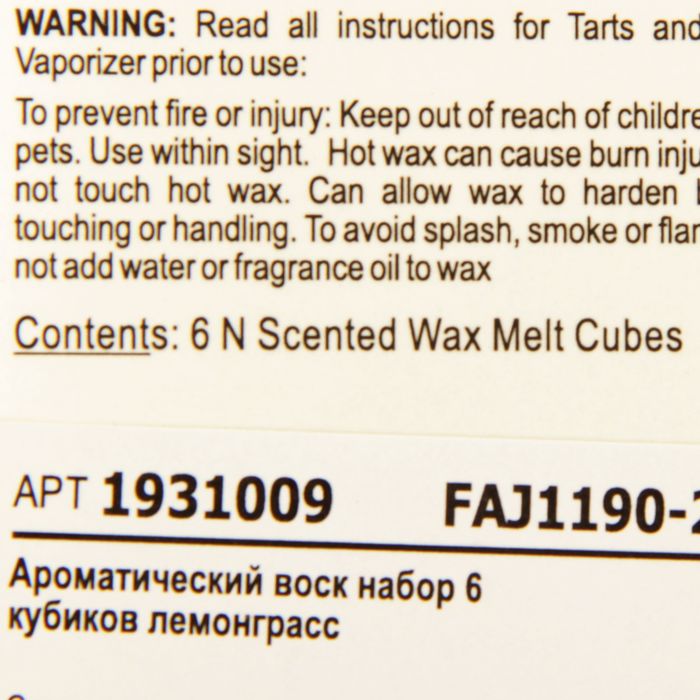 WARNING: Read all instructions for Tarts and
Vaporizer prior to use:
To prevent fire or injury: Keep out of reach of childre
pets. Use within sight. Hot wax can cause burn inju
not touch hot wax. Can allow wax to harden
touching or handling. To avoid splash, smoke or flar
not add water or fragrance oil to wax
Contents: 6 N Scented Wax Melt Cubes
АРТ 1931009 FAJ1190-2
Ароматический воск набор 6
кубиков лемонграсс